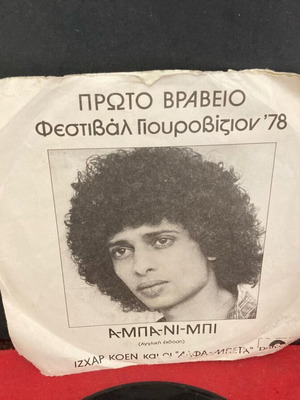 ΠΡΩΤΟ ΒΡΑΒΕΙΟ
Φεστιβάλ Γιουροβίζιον '78
Α-ΜΠΑ-ΝΙ-ΜΠΙ
(Αγγλική έκδοση)
ΙΖΧΑΡ ΚΟΕΝ και οι "ΑΛΦΑ-ΜΠΕΤΑ"